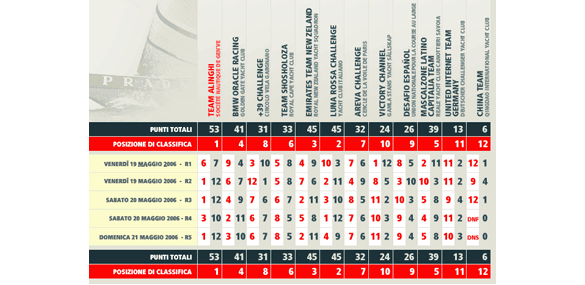 PRA
TEAM ALINGHI
SOCIÉTÉ NAUTIQUE DE GENÈVE
BMW ORACLE RACING
GOLDEN GATE YACHT CLUB
+39 CHALLENGE
CIRCOLO VELA GARGNANO
TEAM SHOSHOLOZA
ROYAL CAPE YACHT CLUB
EMIRATES TEAM NEW ZELAND
ROYAL NEW ZEALAND YACHT SQUADRON
LUNA ROSSA CHALLENGE
YACHT CLUB ITALIANO
AREVA CHALLENGE
CERCLE DE LA VOILE DE PARIS
VICTORY CHANNEL
GAMLA STANS YACHT SÄLLSKAP
DESAFIO ESPAÑOL
UNION NATIONALE POUR LA COURSE AU LARGE
MASCALZONE LATINO
CAPITALIA TEAM
REALE YACHT CLUB CANOTTIERI SAVOIA
UNITED INTERNET TEAM
GERMANY
DEUTSCHER CHALLENGER YACHT CLUB
CHINA TEAM
QINGDAO INTERNATIONAL YACHT CLUB
PUNTI TOTALI 53 41 31 33 45 45 32 24 26 39 13 6
POSIZIONE DI CLASSIFICA 1 4 8 6 3 2 7 10 9 5 11 12
VENERDÌ 19 MAGGIO 2006 - R1 6 7 9 4 3 10 5 8 4 9 10 3 7 6 1 12 8 5 2 11 11 2 12 1
VENERDÌ 19 MAGGIO 2006 - R2 1 12 6 7 12 1 5 8 7 6 2 11 4 9 8 5 3 10 10 3 11 2 9 4
SABATO 20 MAGGIO 2006 - R3 1 12 4 9 7 6 6 7 2 11 3 10 8 5 11 2 10 3 5 8 9 4 12 1
SABATO 20 MAGGIO 2006 - R4 3 10 2 11 6 7 8 5 5 8 1 12 7 6 10 3 9 4 4 9 11 2 DNF 0
DOMENICA 21 MAGGIO 2006 - R5 1 12 3 10 6 7 8 5 2 11 4 9 7 6 11 2 9 4 5 8 10 3 DNS 0
PUNTI TOTALI 53 41 31 33 45 45 32 24 26 39 13 6
POSIZIONE DI CLASSIFICA 1 4 8 6 3 2 7 10 9 5 11 12